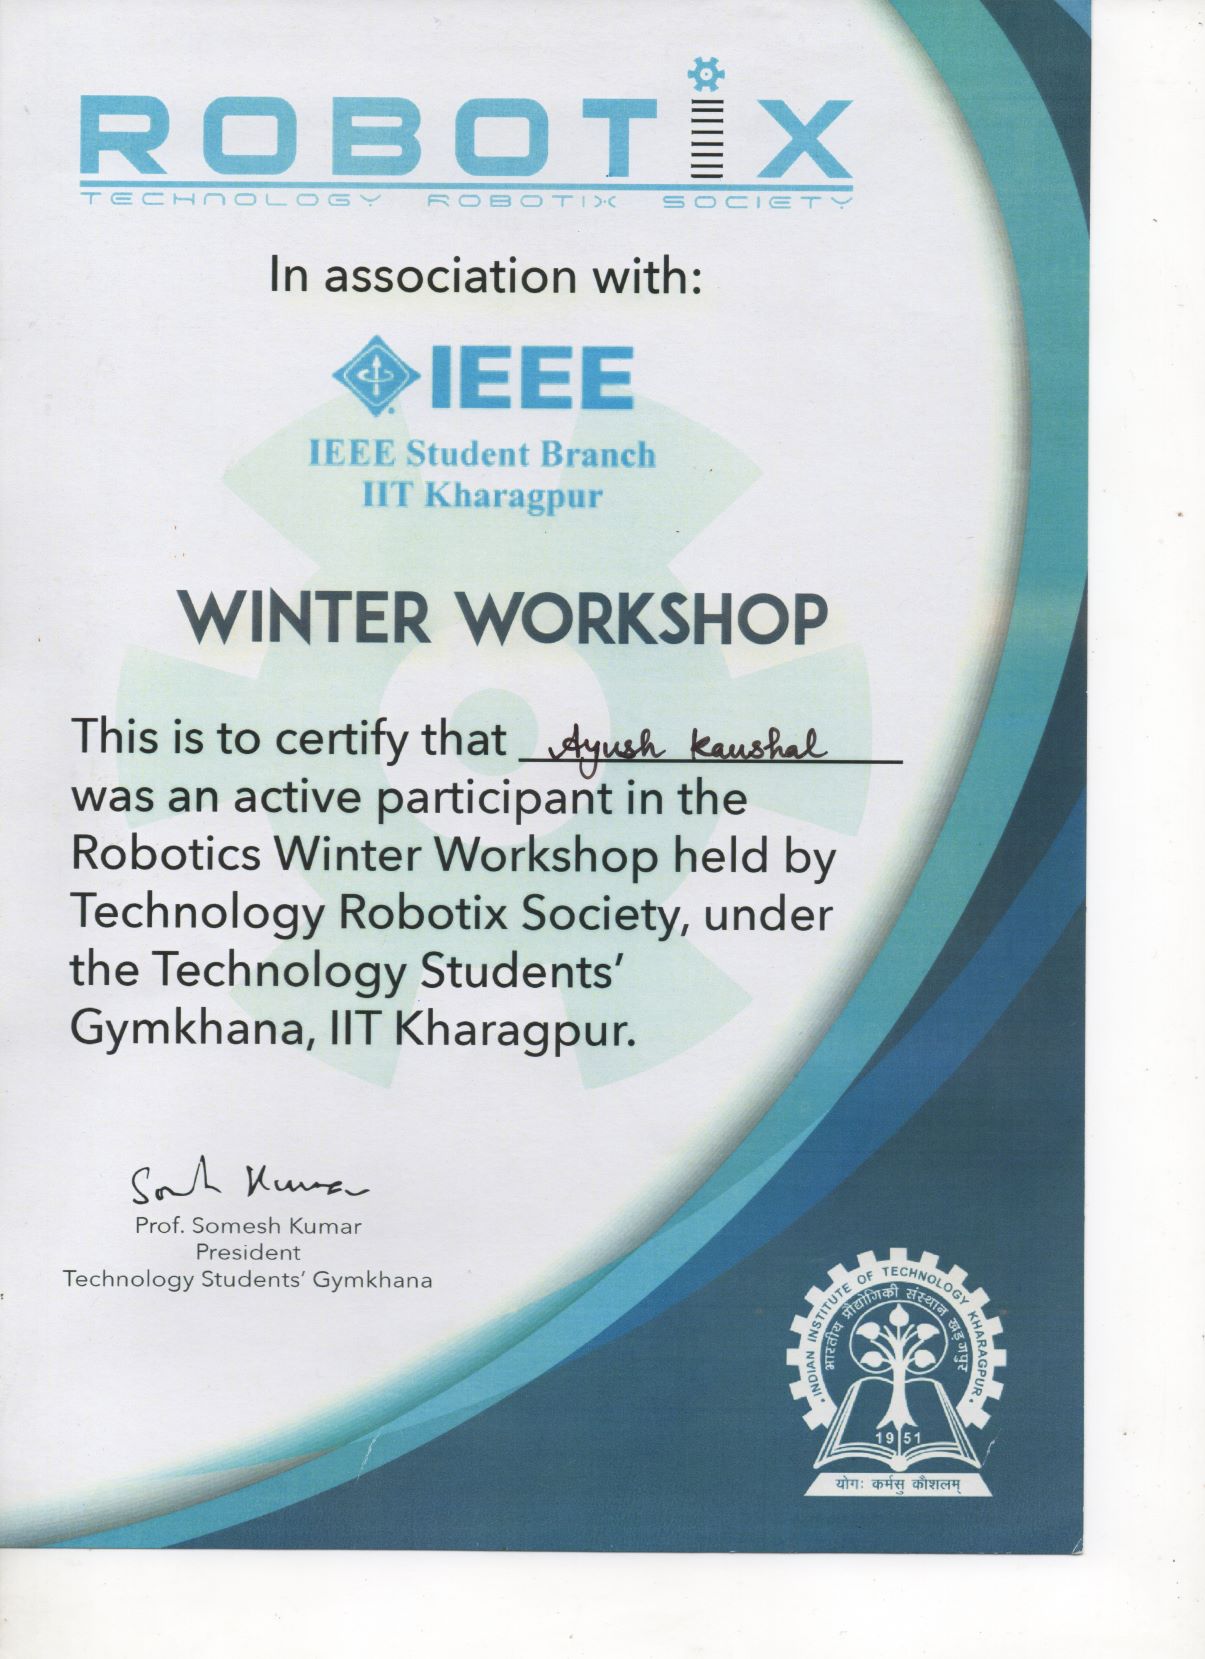 ROBOTiX
TECHNOLOGY ROBOTIX SOCIETY
In association with:
IEEE
IEEE Student Branch
IIT Kharagpur
WINTER WORKSHOP
This is to certify that Ayush Kaushal
was an active participant in the
Robotics Winter Workshop held by
Technology Robotix Society, under
the Technology Students’
Gymkhana, IIT Kharagpur.
Somesh Kumar
Prof. Somesh Kumar
President
Technology Students’ Gymkhana
INDIAN INSTITUTE OF TECHNOLOGY KHARAGPUR
भारतीय प्रौद्योगिकी संस्थान खड़गपुर
1951
योगः कर्मसु कौशलम्